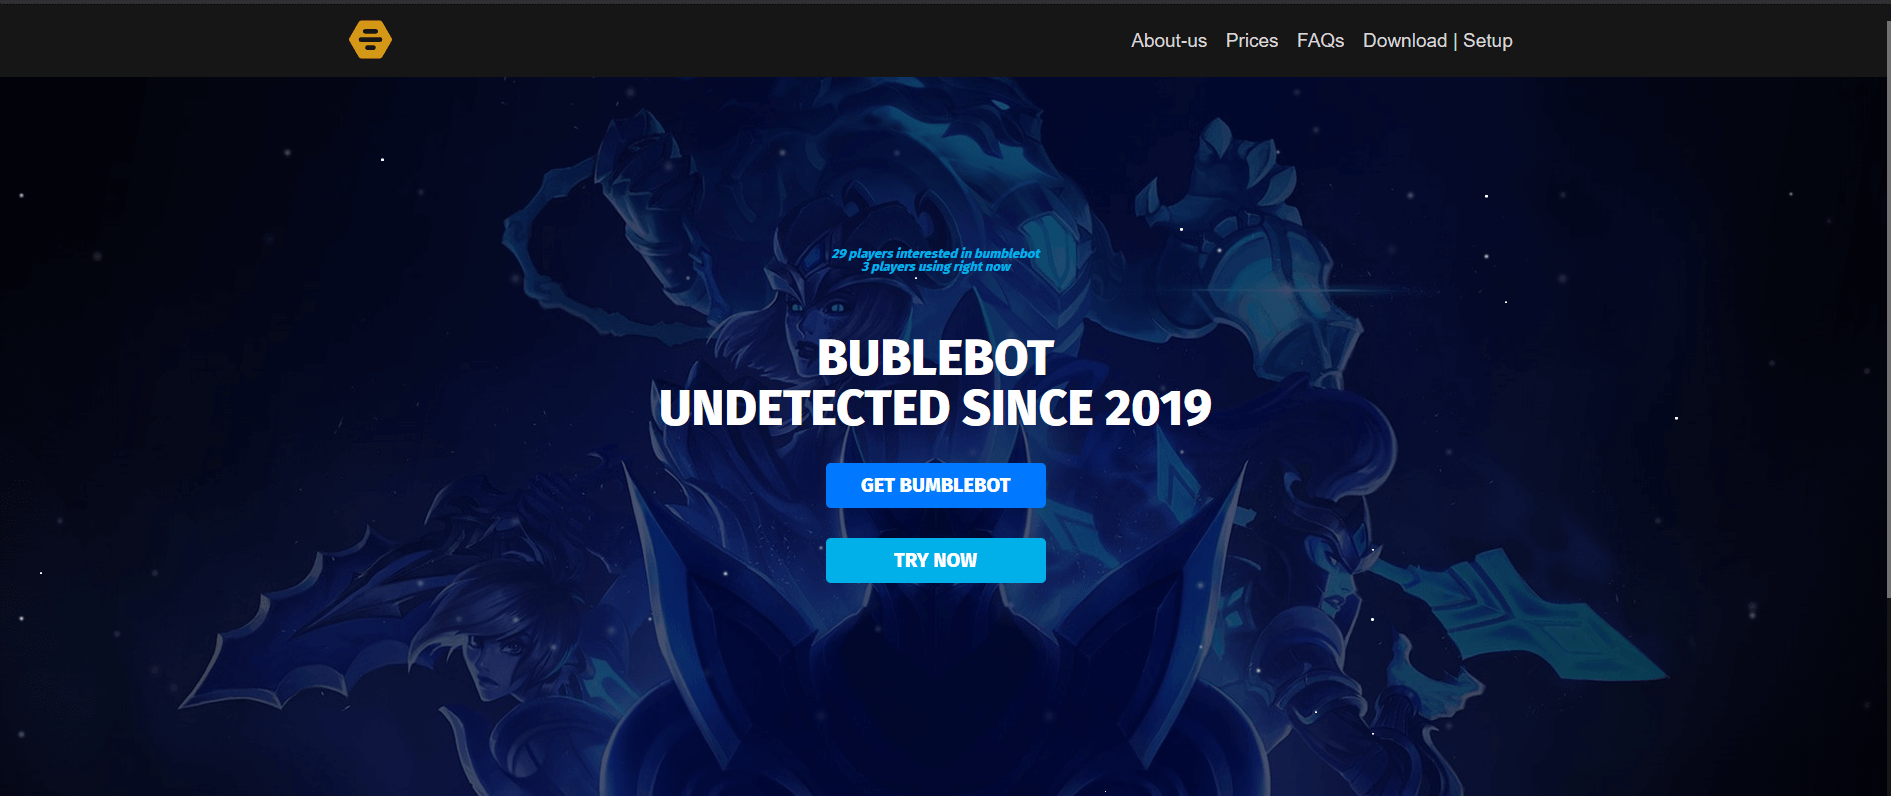 About-us Prices FAQs Download | Setup
29 players interested in bumblebot
3 players using right now
BUBLEBOT
UNDETECTED SINCE 2019
GET BUMBLEBOT
TRY NOW